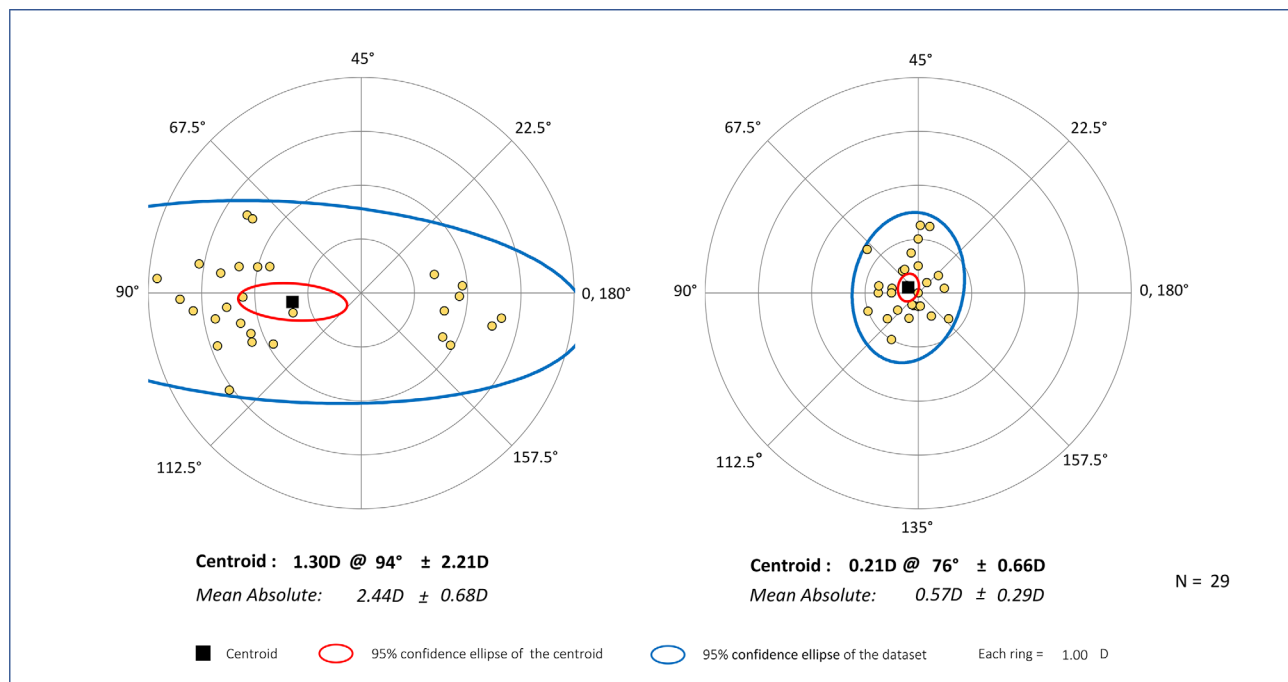 45°
45°
67.5°
22.5°
67.5°
22.5°
90°
0, 180°
90°
0, 180°
112.5°
157.5°
112.5°
157.5°
135°
Centroid : 1.30D @ 94° ± 2.21D
Mean Absolute: 2.44D ± 0.68D
Centroid : 0.21D @ 76° ± 0.66D
Mean Absolute: 0.57D ± 0.29D
N = 29
Centroid
95% confidence ellipse of the centroid
95% confidence ellipse of the dataset
Each ring = 1.00 D